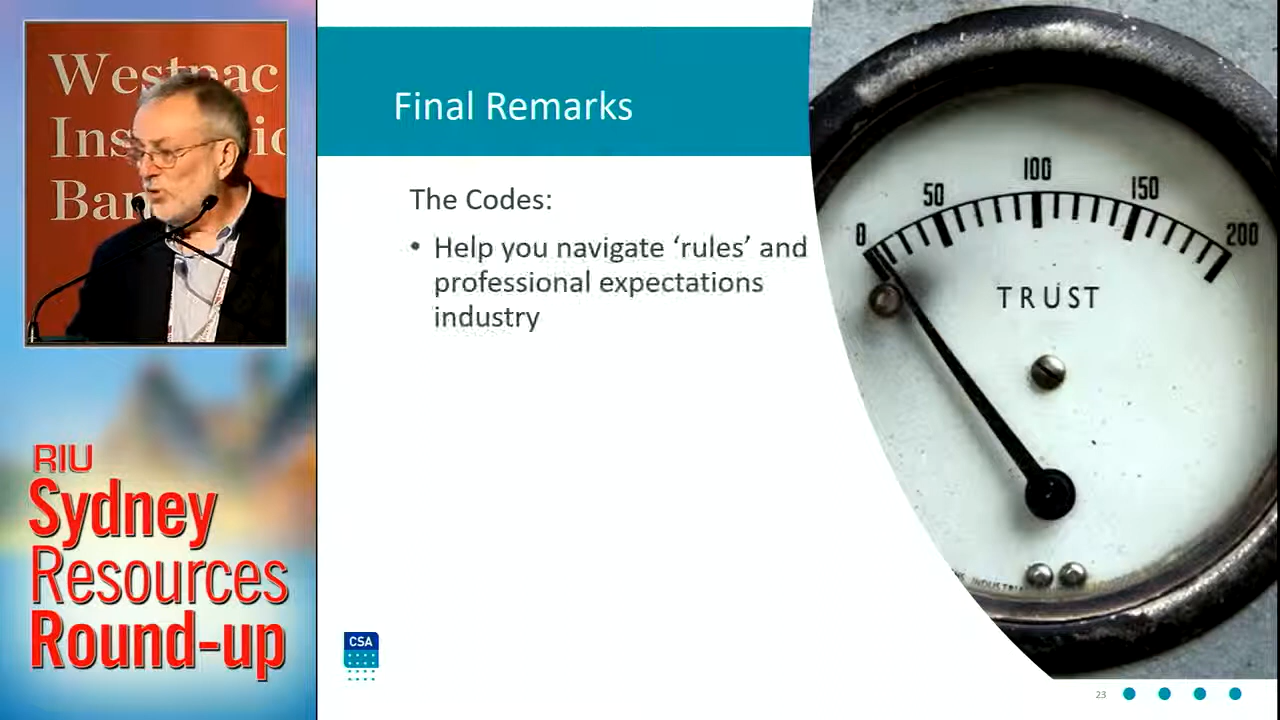 Westpac
Ins
Ban
RIU
Sydney
Resources
Round-up
Final Remarks
The Codes:
• Help you navigate ‘rules’ and
professional expectations
industry
0 50 100 150 200
TRUST
CSA
23